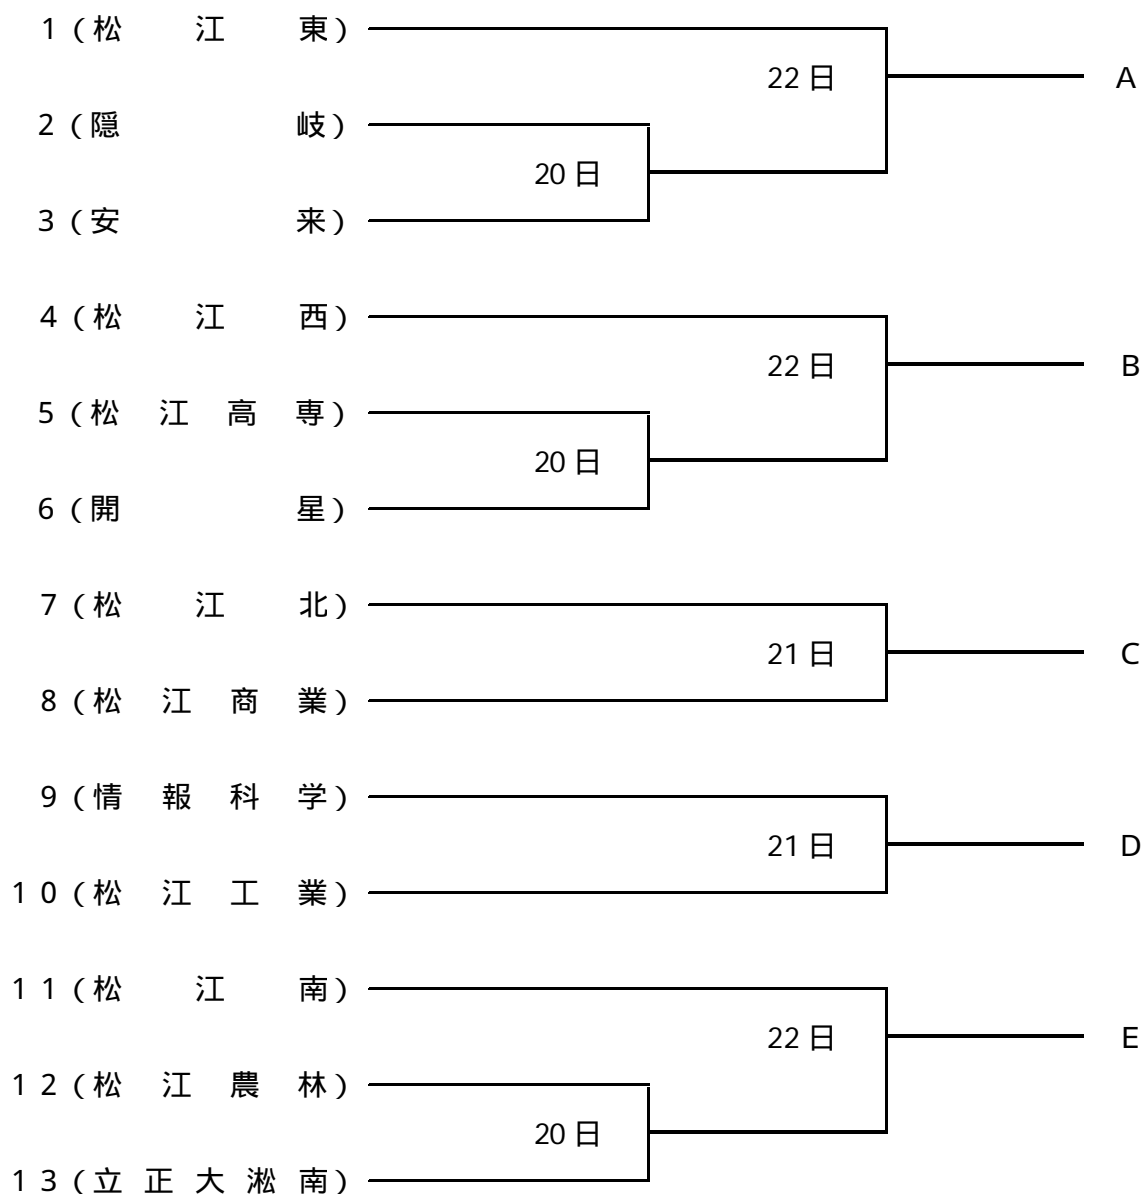 1(松江東)
22日 A
2(隠岐)
20日
3(安来)
4(松江西)
22日 B
5(松江高専)
20日
6(開星)
7(松江北)
21日 C
8(松江商業)
9(情報科学)
21日 D
10(松江工業)
11(松江南)
22日 E
12(松江農林)
20日
13(立正大淞南)